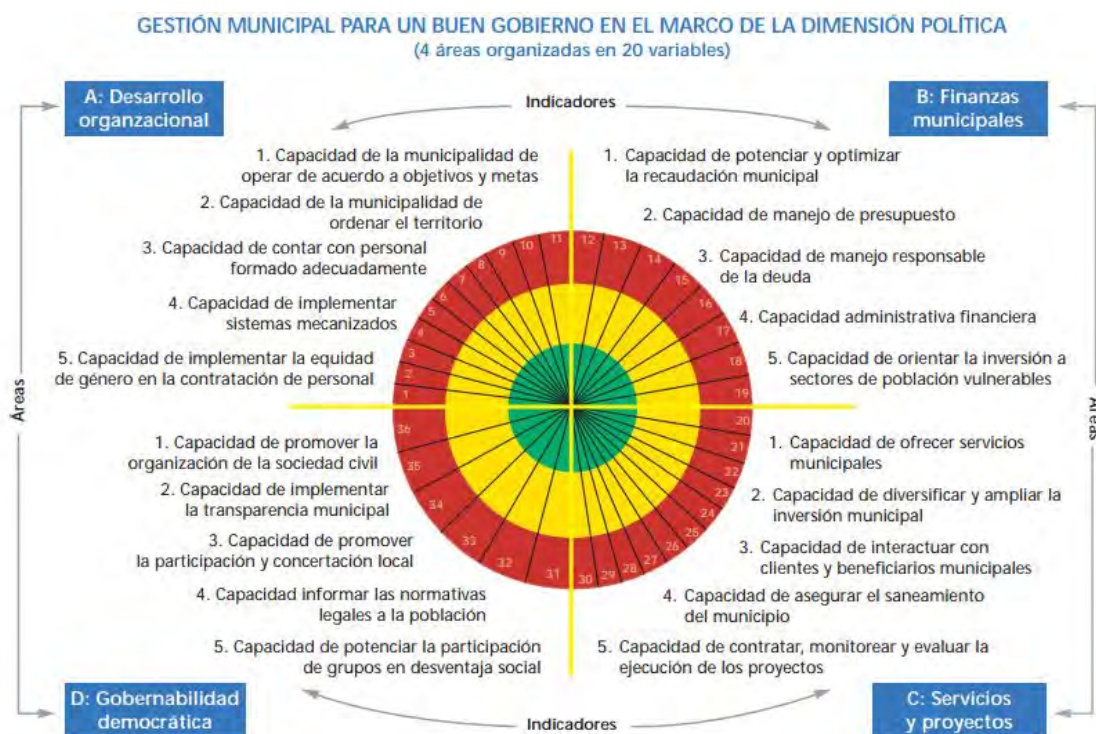 GESTIÓN MUNICIPAL PARA UN BUEN GOBIERNO EN EL MARCO DE LA DIMENSIÓN POLÍTICA
(4 áreas organizadas en 20 variables)
A: Desarrollo
organzacional
Indicadores
B: Finanzas
municipales
1. Capacidad de la municipalidad de
operar de acuerdo a objetivos y metas
2. Capacidad de la municipalidad de
ordenar el territorio
3. Capacidad de contar con personal
formado adecuadamente
4. Capacidad de implementar
sistemas mecanizados
5. Capacidad de implementar la equidad
de género en la contratación de personal
1. Capacidad de potenciar y optimizar
la recaudación municipal
2. Capacidad de manejo de presupuesto
3. Capacidad de manejo responsable
de la deuda
4. Capacidad administrativa financiera
5. Capacidad de orientar la inversión a
sectores de población vulnerables
Áreas
1
2
3
4
5
6
7
8
9
10
11
12
13
14
15
16
17
18
19
20
21
22
23
24
25
26
27
28
29
30
31
32
33
34
35
36
Áreas
1. Capacidad de promover la
organización de la sociedad civil
2. Capacidad de implementar
la transparencia municipal
3. Capacidad de promover
la participación y concertación local
4. Capacidad informar las normativas
legales a la población
5. Capacidad de potenciar la participación
de grupos en desventaja social
1. Capacidad de ofrecer servicios
municipales
2. Capacidad de diversificar y ampliar la
inversión municipal
3. Capacidad de interactuar con
clientes y beneficiarios municipales
4. Capacidad de asegurar el saneamiento
del municipio
5. Capacidad de contratar, monitorear y evaluar la
ejecución de los proyectos
D: Gobernabilidad
democrática
Indicadores
C: Servicios
y proyectos